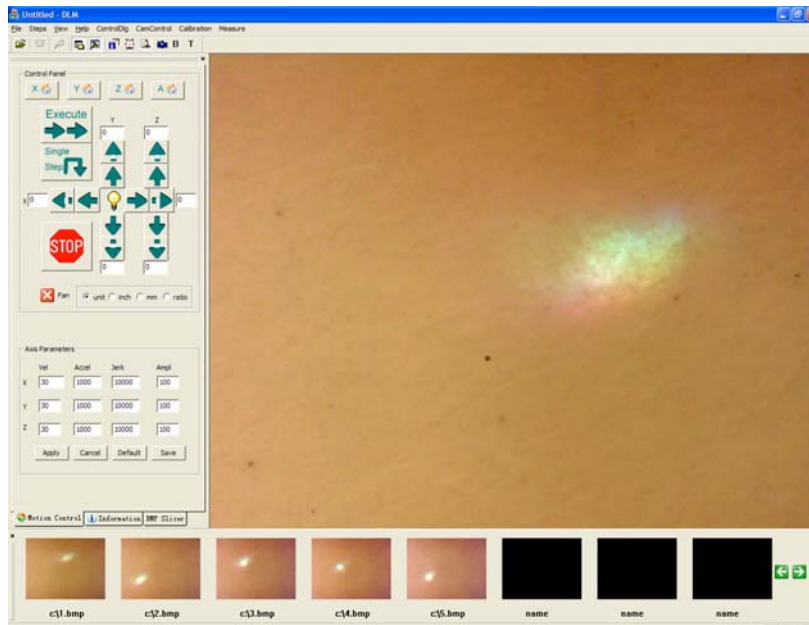 Untitled - DLM
File Steps View Help ControlDlg CamControl Calibration Measure
B T
Control Panel
X Y Z A
Execute
Y Z
0 0
Single
Step
X 0 0
STOP
0 0
Fan unit inch mm ratio
Axis Parameters
Vel Accel Jerk Ampl
X 30 1000 10000 100
Y 30 1000 10000 100
Z 30 1000 10000 100
Apply Cancel Default Save
Motion Control Information BMP Slicer
c:\1.bmp c:\2.bmp c:\3.bmp c:\4.bmp c:\5.bmp name name name